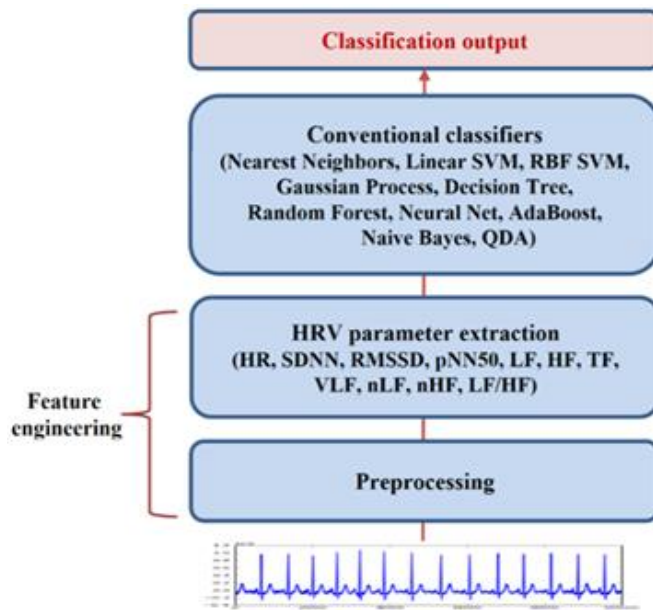 Classification output
Conventional classifiers
(Nearest Neighbors, Linear SVM, RBF SVM,
Gaussian Process, Decision Tree,
Random Forest, Neural Net, AdaBoost,
Naive Bayes, QDA)
HRV parameter extraction
(HR, SDNN, RMSSD, pNN50, LF, HF, TF,
VLF, nLF, nHF, LF/HF)
Feature
engineering
Preprocessing